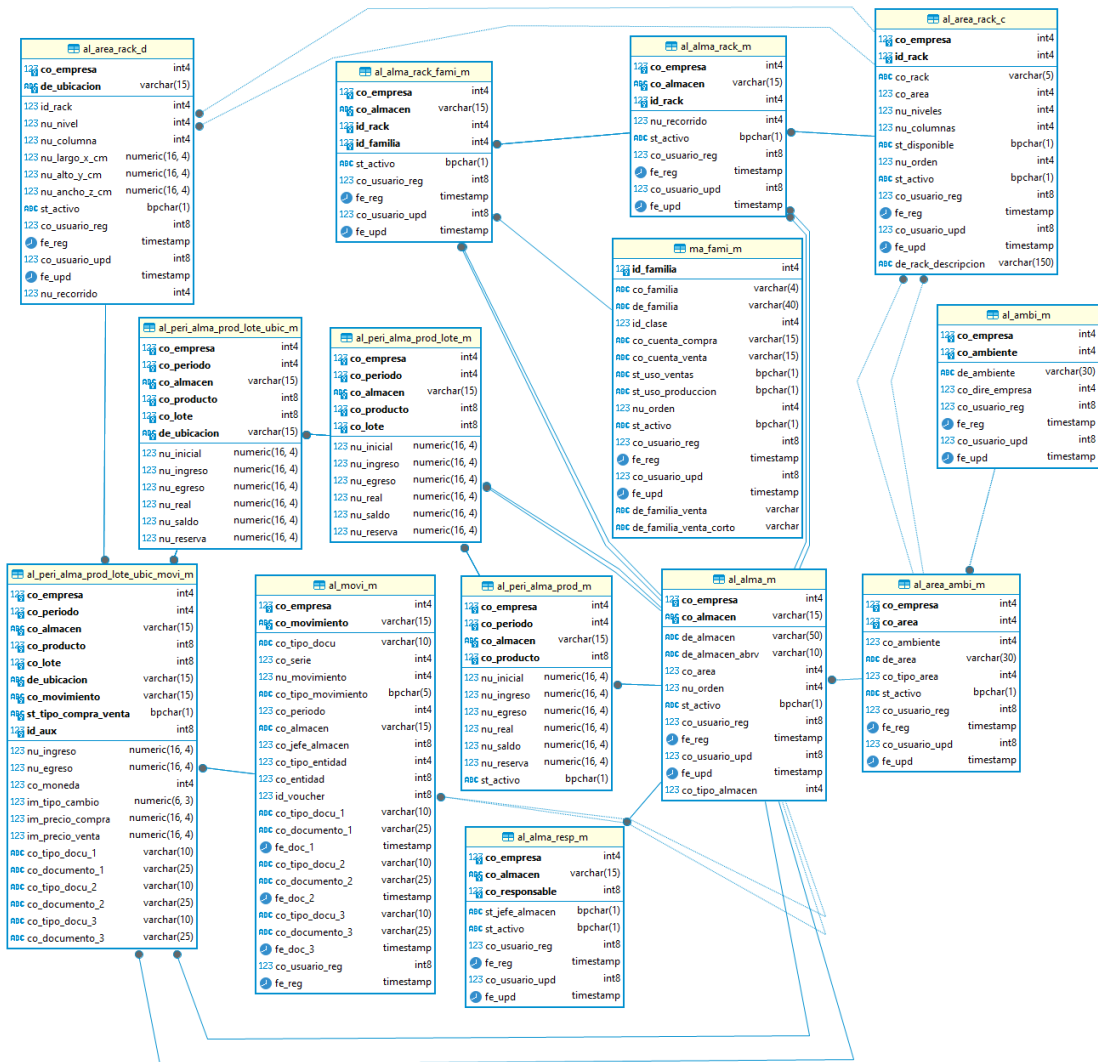 al_area_rack_d
co_empresa int4
de_ubicacion varchar(15)
id_rack int4
nu_nivel int4
nu_columna int4
nu_largo_x_cm numeric(16, 4)
nu_alto_y_cm numeric(16, 4)
nu_ancho_z_cm numeric(16, 4)
st_activo bpchar(1)
co_usuario_reg int8
fe_reg timestamp
co_usuario_upd int8
fe_upd timestamp
nu_recorrido int4
al_alma_rack_fami_m
co_empresa int4
co_almacen varchar(15)
id_rack int4
id_familia int4
st_activo bpchar(1)
co_usuario_reg int8
fe_reg timestamp
co_usuario_upd int8
fe_upd timestamp
al_alma_rack_m
co_empresa int4
co_almacen varchar(15)
id_rack int4
nu_recorrido int4
st_activo bpchar(1)
co_usuario_reg int8
fe_reg timestamp
co_usuario_upd int8
fe_upd timestamp
al_area_rack_c
co_empresa int4
id_rack int4
co_rack varchar(5)
co_area int4
nu_niveles int4
nu_columnas int4
st_disponible bpchar(1)
nu_orden int4
st_activo bpchar(1)
co_usuario_reg int8
fe_reg timestamp
co_usuario_upd int8
fe_upd timestamp
de_rack_descripcion varchar(150)
ma_fami_m
id_familia int4
co_familia varchar(4)
de_familia varchar(40)
id_clase int4
co_cuenta_compra varchar(15)
co_cuenta_venta varchar(15)
st_uso_ventas bpchar(1)
st_uso_produccion bpchar(1)
nu_orden int4
st_activo bpchar(1)
co_usuario_reg int8
fe_reg timestamp
co_usuario_upd int8
fe_upd timestamp
de_familia_venta varchar
de_familia_venta_corto varchar
al_ambi_m
co_empresa int4
co_ambiente int4
de_ambiente varchar(30)
co_dire_empresa int4
co_usuario_reg int8
fe_reg timestamp
co_usuario_upd int8
fe_upd timestamp
al_peri_alma_prod_lote_ubic_m
co_empresa int4
co_periodo int4
co_almacen varchar(15)
co_producto int8
co_lote int8
de_ubicacion varchar(15)
nu_inicial numeric(16, 4)
nu_ingreso numeric(16, 4)
nu_egreso numeric(16, 4)
nu_real numeric(16, 4)
nu_saldo numeric(16, 4)
nu_reserva numeric(16, 4)
al_peri_alma_prod_lote_m
co_empresa int4
co_periodo int4
co_almacen varchar(15)
co_producto int8
co_lote int8
nu_inicial numeric(16, 4)
nu_ingreso numeric(16, 4)
nu_egreso numeric(16, 4)
nu_real numeric(16, 4)
nu_saldo numeric(16, 4)
nu_reserva numeric(16, 4)
al_peri_alma_prod_lote_ubic_movi_m
co_empresa int4
co_periodo int4
co_almacen varchar(15)
co_producto int8
co_lote int8
de_ubicacion varchar(15)
co_movimiento varchar(15)
st_tipo_compra_venta bpchar(1)
id_aux int8
nu_ingreso numeric(16, 4)
nu_egreso numeric(16, 4)
co_moneda int4
im_tipo_cambio numeric(6, 3)
im_precio_compra numeric(16, 4)
im_precio_venta numeric(16, 4)
co_tipo_docu_1 varchar(10)
co_documento_1 varchar(25)
co_tipo_docu_2 varchar(10)
co_documento_2 varchar(25)
co_tipo_docu_3 varchar(10)
co_documento_3 varchar(25)
al_movi_m
co_empresa int4
co_movimiento varchar(15)
co_tipo_docu varchar(10)
co_serie int4
nu_movimiento int4
co_tipo_movimiento bpchar(5)
co_periodo int4
co_almacen varchar(15)
co_jefe_almacen int8
co_tipo_entidad int4
co_entidad int8
id_voucher int8
co_tipo_docu_1 varchar(10)
co_documento_1 varchar(25)
fe_doc_1 timestamp
co_tipo_docu_2 varchar(10)
co_documento_2 varchar(25)
fe_doc_2 timestamp
co_tipo_docu_3 varchar(10)
co_documento_3 varchar(25)
fe_doc_3 timestamp
co_usuario_reg int8
fe_reg timestamp
al_peri_alma_prod_m
co_empresa int4
co_periodo int4
co_almacen varchar(15)
co_producto int8
nu_inicial numeric(16, 4)
nu_ingreso numeric(16, 4)
nu_egreso numeric(16, 4)
nu_real numeric(16, 4)
nu_saldo numeric(16, 4)
nu_reserva numeric(16, 4)
st_activo bpchar(1)
al_alma_m
co_empresa int4
co_almacen varchar(15)
de_almacen varchar(50)
de_almacen_abrv varchar(10)
co_area int4
nu_orden int4
st_activo bpchar(1)
co_usuario_reg int8
fe_reg timestamp
co_usuario_upd int8
fe_upd timestamp
co_tipo_almacen int4
al_area_ambi_m
co_empresa int4
co_area int4
co_ambiente int4
de_area varchar(30)
co_tipo_area int4
st_activo bpchar(1)
co_usuario_reg int8
fe_reg timestamp
co_usuario_upd int8
fe_upd timestamp
al_alma_resp_m
co_empresa int4
co_almacen varchar(15)
co_responsable int8
st_jefe_almacen bpchar(1)
st_activo bpchar(1)
co_usuario_reg int8
fe_reg timestamp
co_usuario_upd int8
fe_upd timestamp